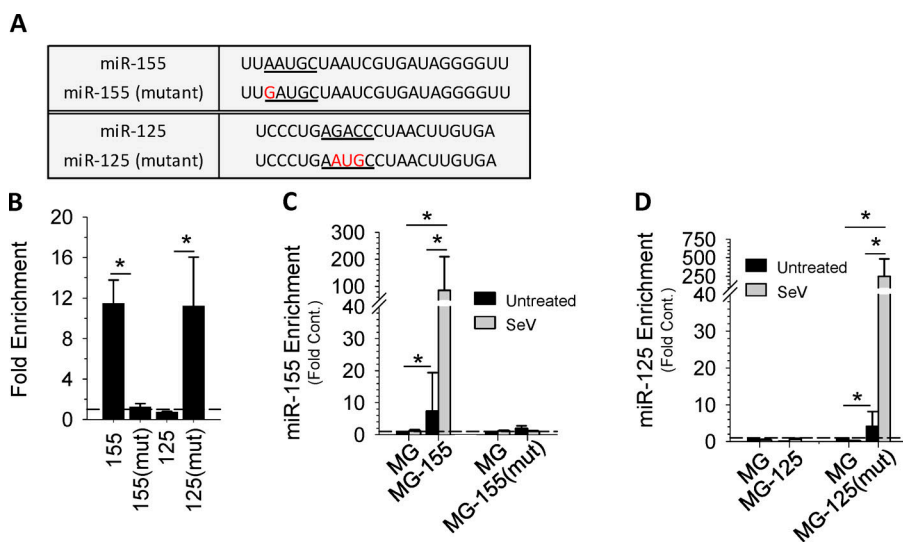 A
miR-155 UUAAUGCUAAUCGUGAUAGGGGUU
miR-155 (mutant) UUGAUGCUAAUCGUGAUAGGGGUU
miR-125 UCCCUGAGACCCUAACUUGUGA
miR-125 (mutant) UCCCUGAAUGCCUAACUUGUGA
B
Fold Enrichment
20
16
12
8
4
0
*
*
155
155(mut)
125
125(mut)
C
miR-155 Enrichment
(Fold Cont.)
300
200
100
40
30
20
10
0
*
*
*
Untreated
SeV
MG
MG-155
MG
MG-155(mut)
D
miR-125 Enrichment
(Fold Cont.)
750
500
250
40
30
20
10
0
*
*
*
Untreated
SeV
MG
MG-125
MG
MG-125(mut)